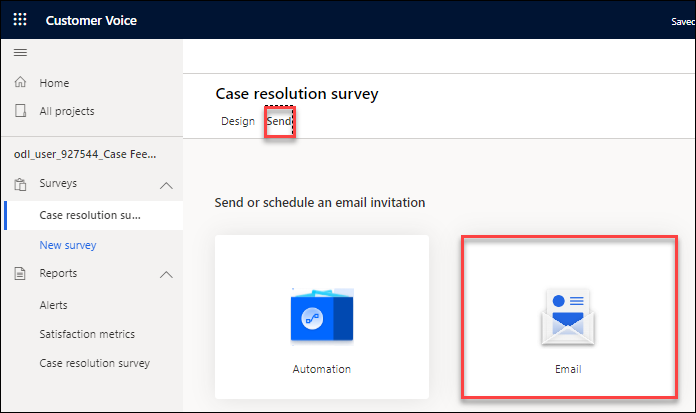 Customer Voice
Saved
Home
All projects
odl_user_927544_Case Fee...
Surveys
Case resolution su...
New survey
Reports
Alerts
Satisfaction metrics
Case resolution survey
Case resolution survey
Design Send
Send or schedule an email invitation
Automation
Email